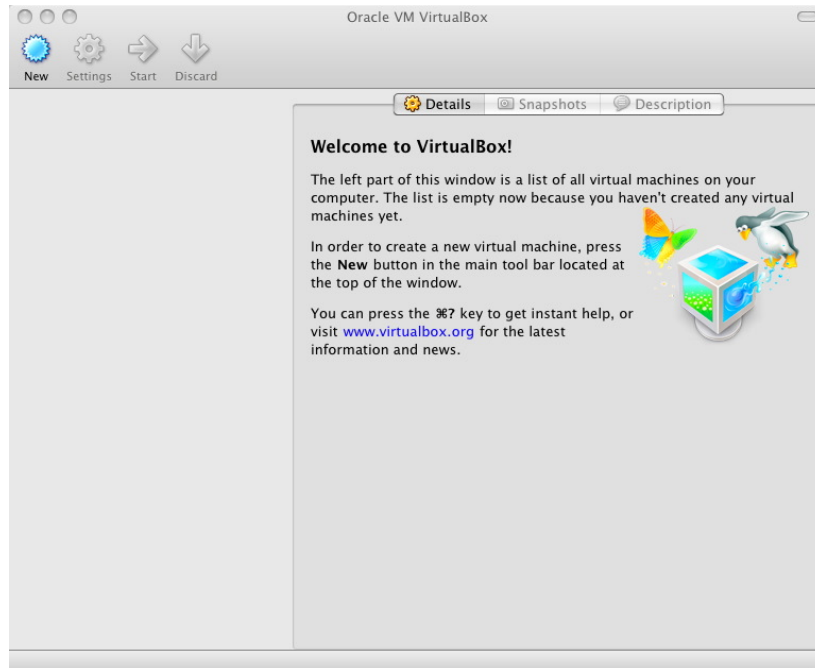 Oracle VM VirtualBox
New Settings Start Discard
Details Snapshots Description
Welcome to VirtualBox!
The left part of this window is a list of all virtual machines on your
computer. The list is empty now because you haven't created any virtual
machines yet.
In order to create a new virtual machine, press
the New button in the main tool bar located at
the top of the window.
You can press the ⌘? key to get instant help, or
visit www.virtualbox.org for the latest
information and news.